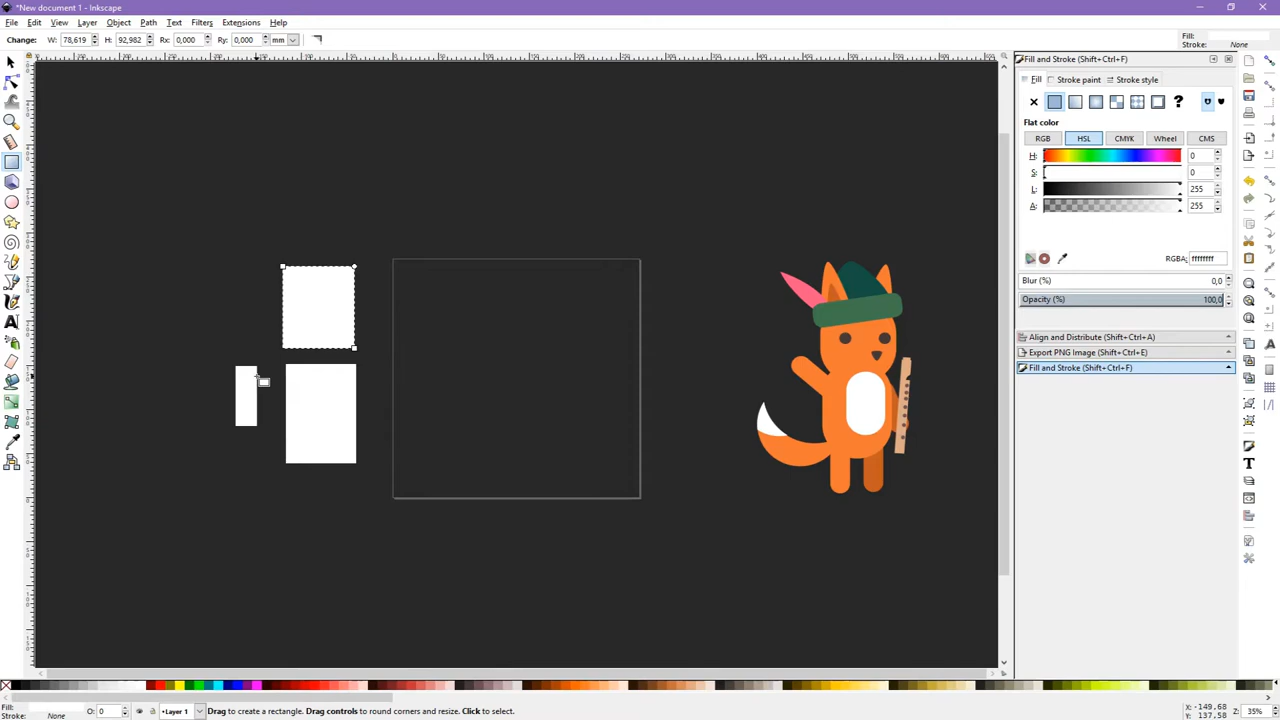 *New document 1 - Inkscape
File Edit View Layer Object Path Text Filters Extensions Help
Change: W: 78,619 H: 92,982 Rx: 0,000 Ry: 0,000 mm
Fill:
Stroke: None
Fill and Stroke (Shift+Ctrl+F)
Fill Stroke paint Stroke style
Flat color
RGB HSL CMYK Wheel CMS
H: 0
S: 0
L: 255
A: 255
RGBA: ffffffff
Blur (%) 0,0
Opacity (%) 100,0
Align and Distribute (Shift+Ctrl+A)
Export PNG Image (Shift+Ctrl+E)
Fill and Stroke (Shift+Ctrl+F)
Fill:
Stroke: None
O: 0
Layer 1
Drag to create a rectangle. Drag controls to round corners and resize. Click to select.
X: -149,68
Y: 137,58
Z: 35%